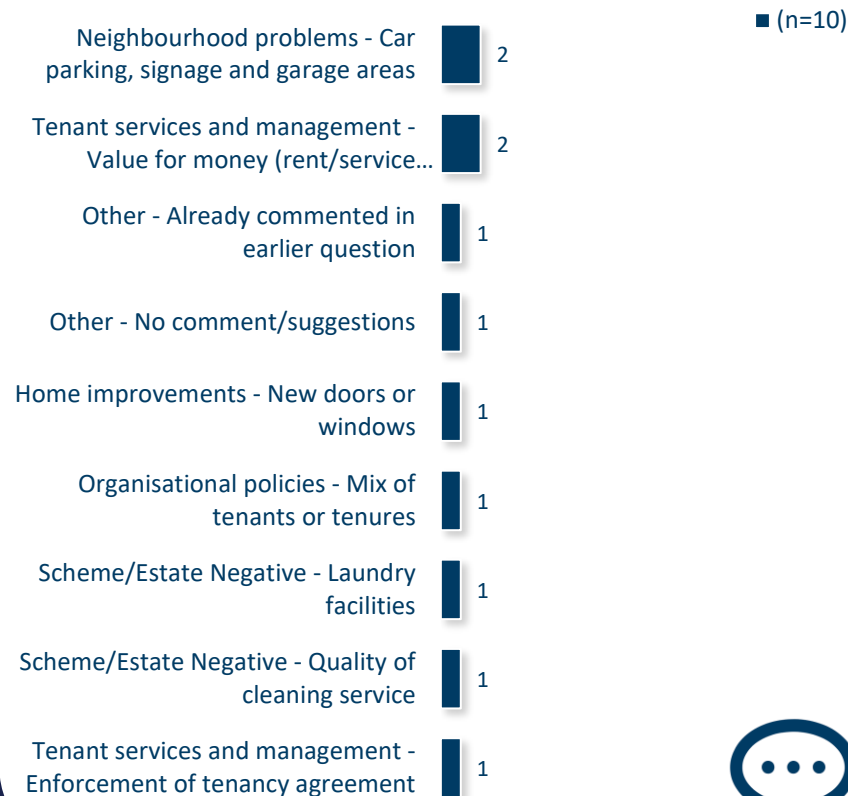 (n=10)
Neighbourhood problems - Car
parking, signage and garage areas
2
Tenant services and management -
Value for money (rent/service...
2
Other - Already commented in
earlier question
1
Other - No comment/suggestions
1
Home improvements - New doors or
windows
1
Organisational policies - Mix of
tenants or tenures
1
Scheme/Estate Negative - Laundry
facilities
1
Scheme/Estate Negative - Quality of
cleaning service
1
Tenant services and management -
Enforcement of tenancy agreement
1